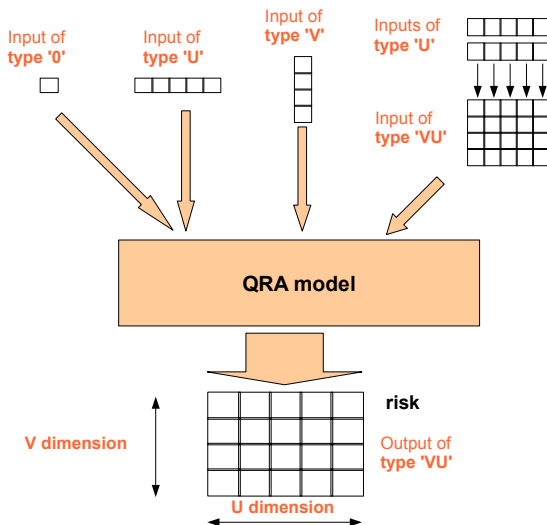 Input of
type '0'
Input of
type 'U'
Input of
type 'V'
Inputs of
type 'U'
Input of
type 'VU'
QRA model
risk
V dimension
Output of
type 'VU'
U dimension